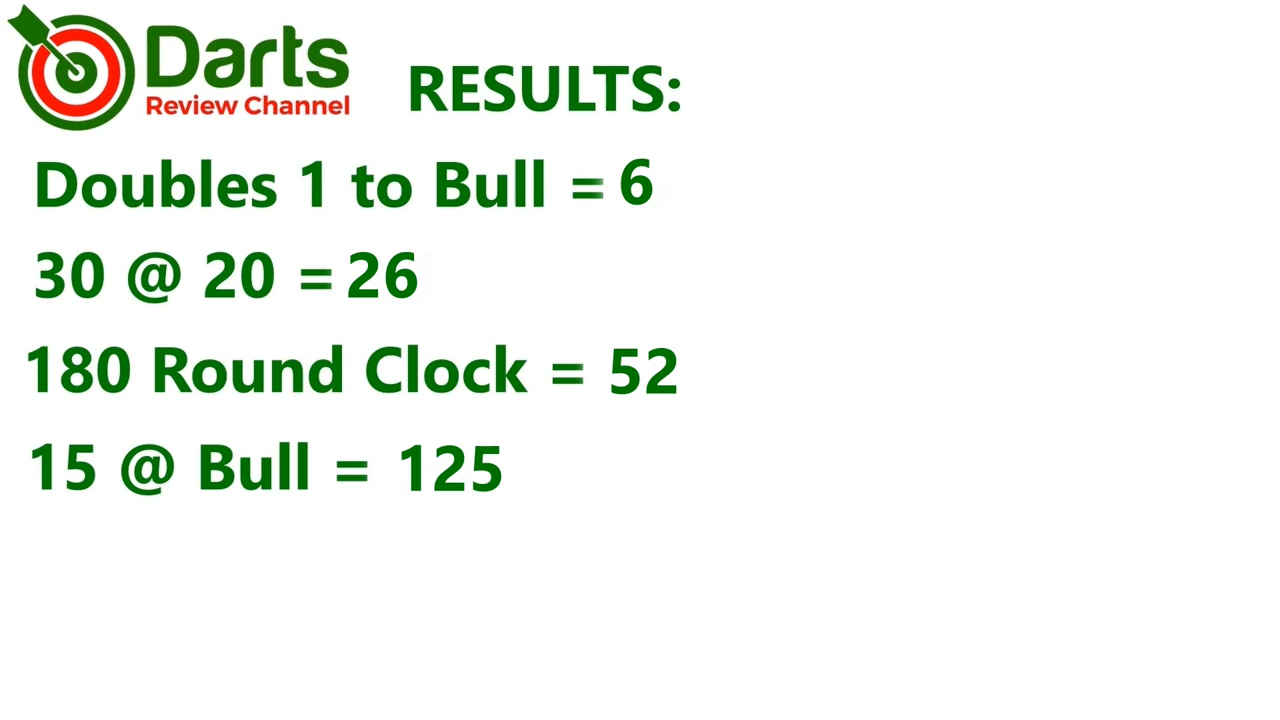 Darts
Review Channel
RESULTS:
Doubles 1 to Bull = 6
30 @ 20 = 26
180 Round Clock = 52
15 @ Bull = 125